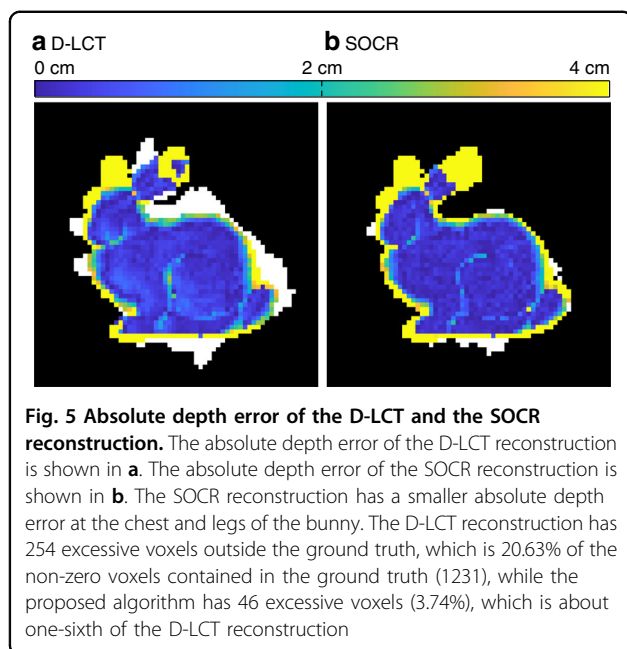 a D-LCT b SOCR
0 cm 2 cm 4 cm
Fig. 5 Absolute depth error of the D-LCT and the SOCR
reconstruction. The absolute depth error of the D-LCT reconstruction
is shown in a. The absolute depth error of the SOCR reconstruction is
shown in b. The SOCR reconstruction has a smaller absolute depth
error at the chest and legs of the bunny. The D-LCT reconstruction has
254 excessive voxels outside the ground truth, which is 20.63% of the
non-zero voxels contained in the ground truth (1231), while the
proposed algorithm has 46 excessive voxels (3.74%), which is about
one-sixth of the D-LCT reconstruction